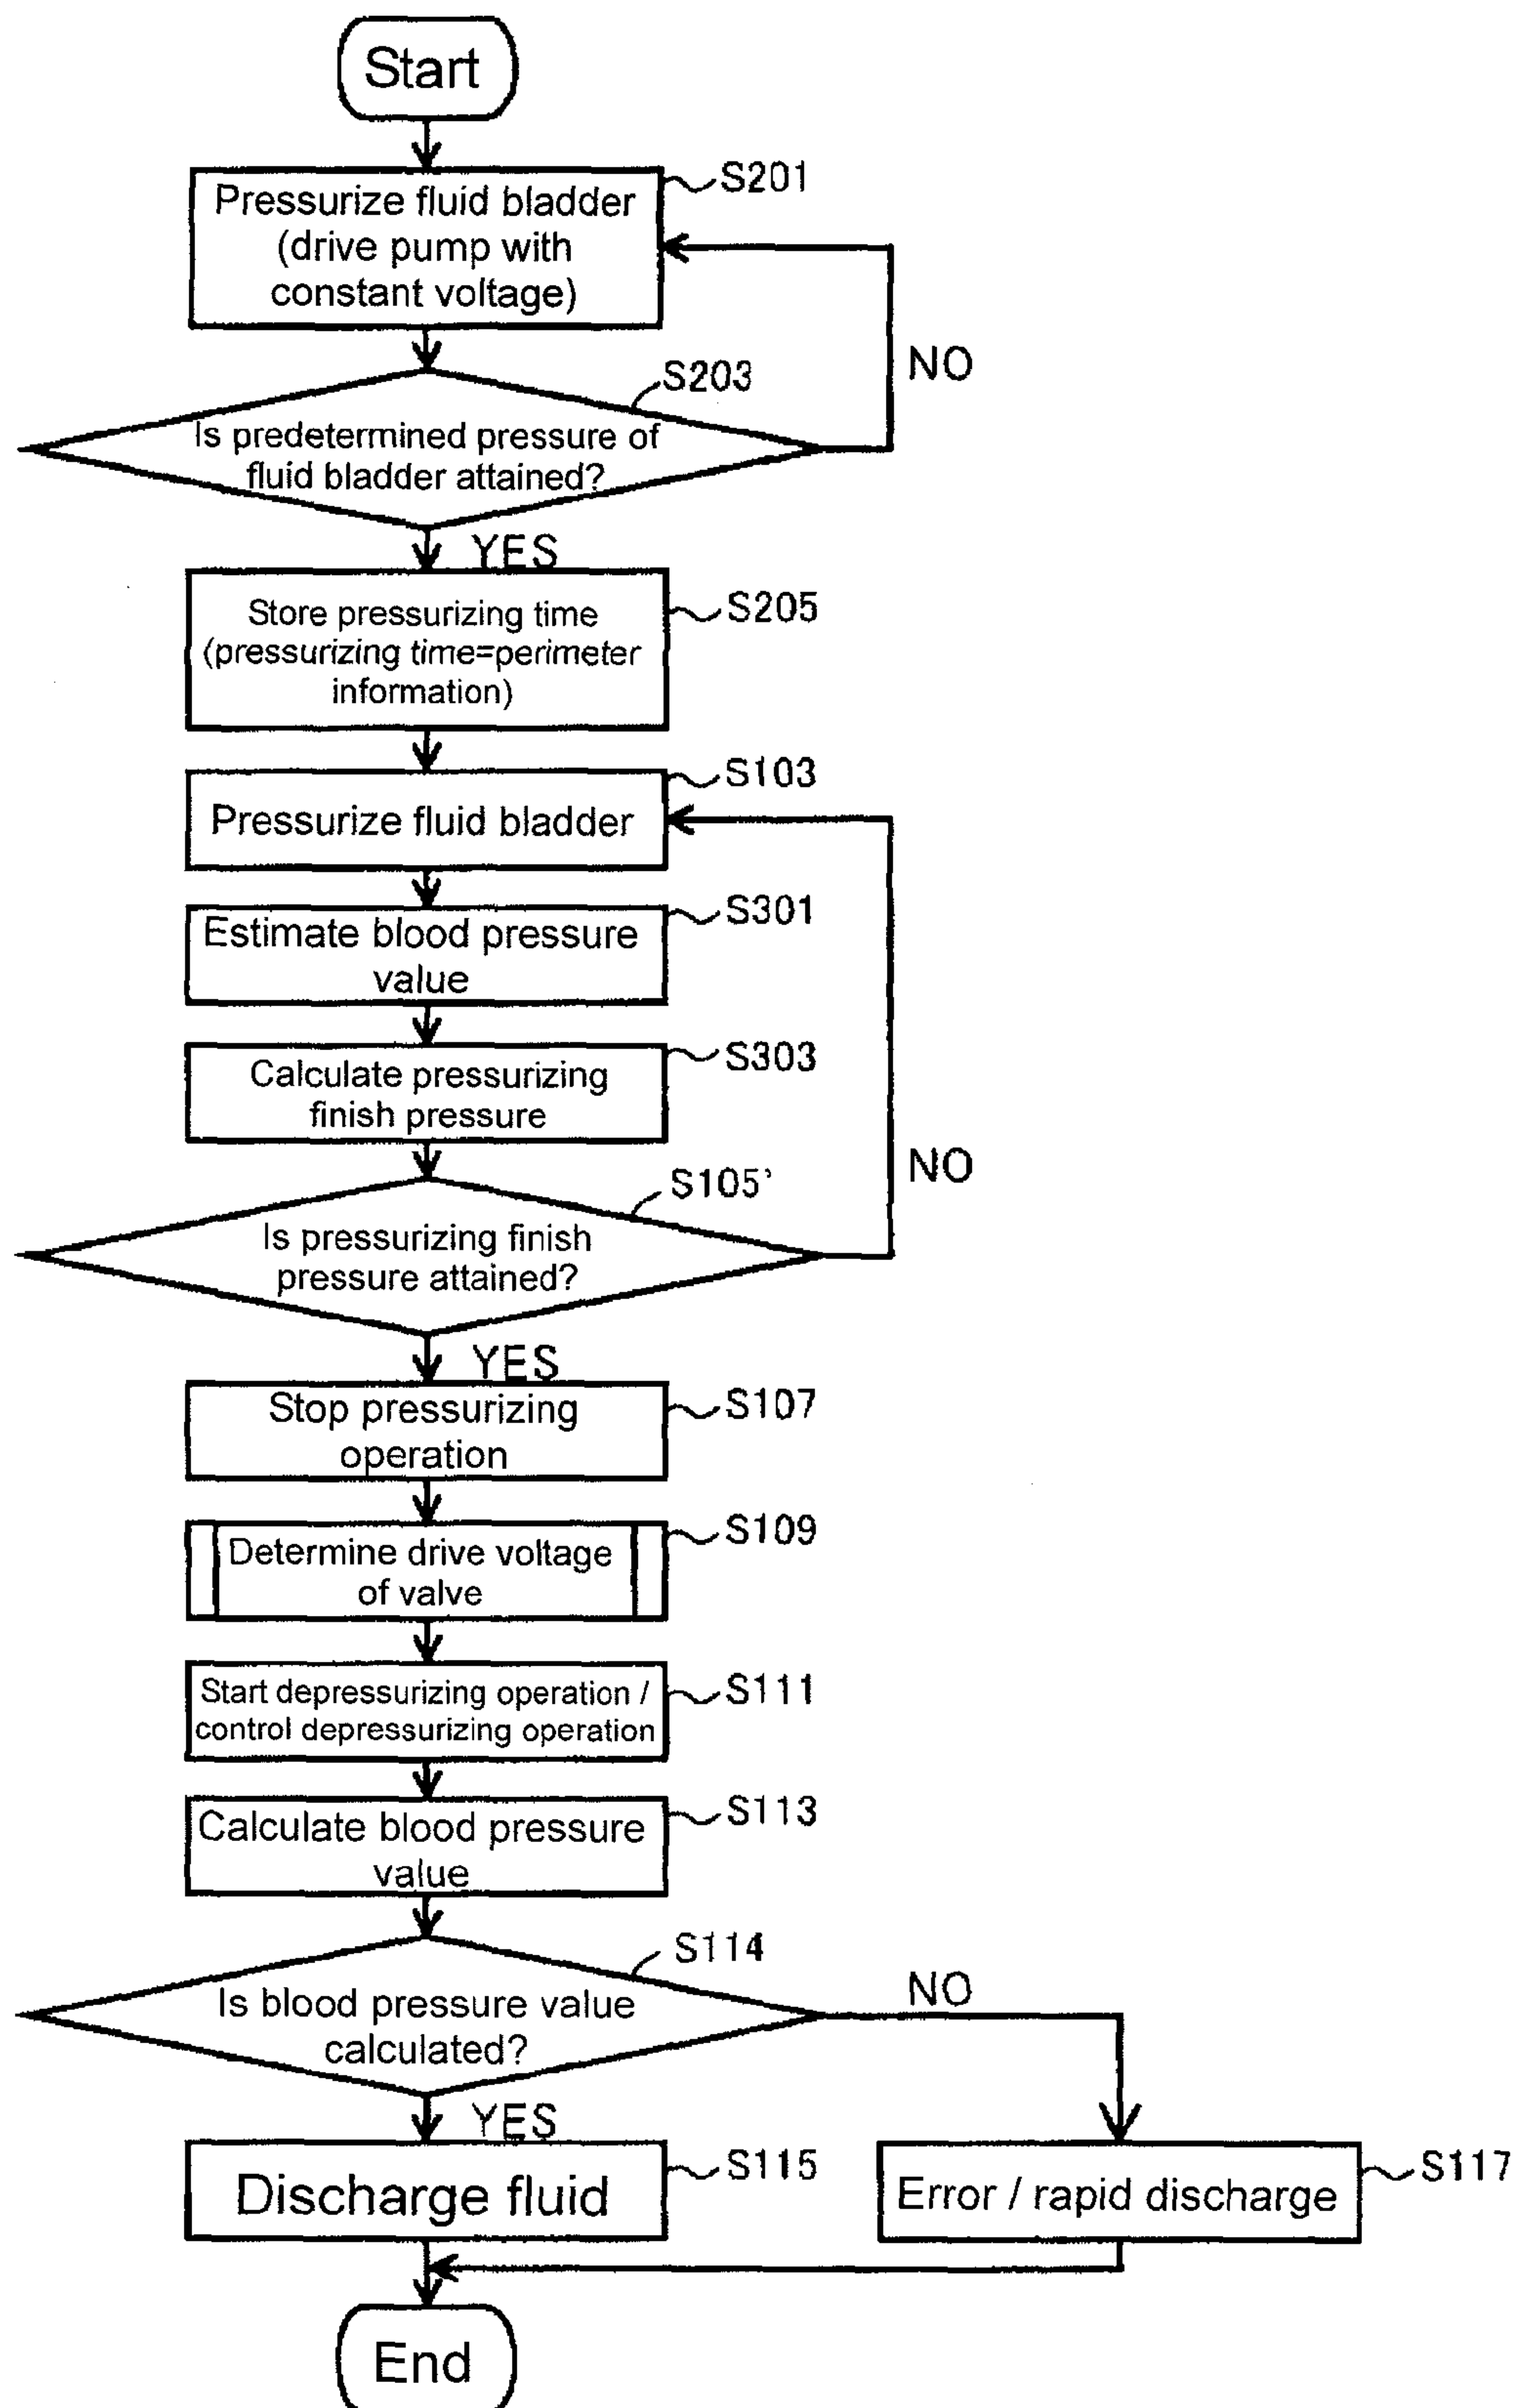 Start
S201
Pressurize fluid bladder
(drive pump with
constant voltage)
NO
S203
Is predetermined pressure of
fluid bladder attained?
YES
S205
Store pressurizing time
(pressurizing time=perimeter
information)
S103
Pressurize fluid bladder
S301
Estimate blood pressure
value
S303
Calculate pressurizing
finish pressure
NO
S105'
Is pressurizing finish
pressure attained?
YES
S107
Stop pressurizing
operation
S109
Determine drive voltage
of valve
S111
Start depressurizing operation /
control depressurizing operation
S113
Calculate blood pressure
value
S114
NO
Is blood pressure value
calculated?
YES
S115
Discharge fluid
S117
Error / rapid discharge
End